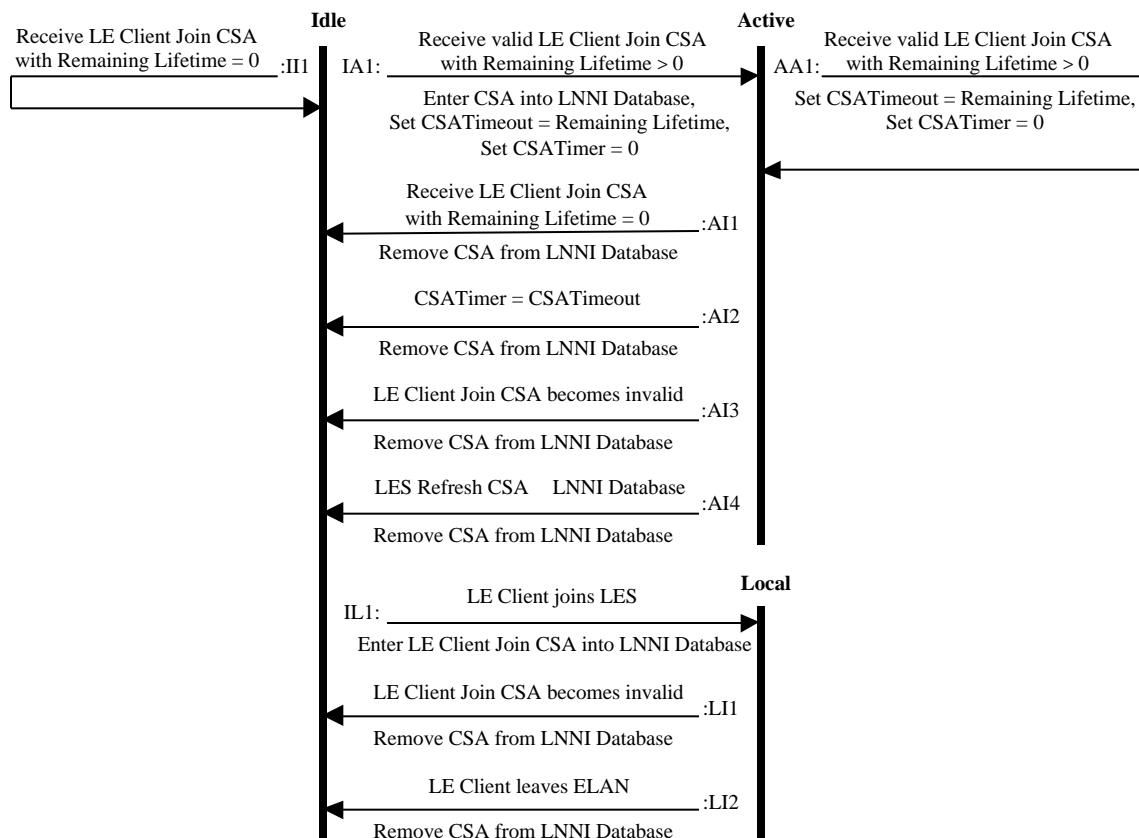 Idle
Active
Receive LE Client Join CSA
with Remaining Lifetime = 0
:II1
IA1:
Receive valid LE Client Join CSA
with Remaining Lifetime > 0
Enter CSA into LNNI Database,
Set CSATimeout = Remaining Lifetime,
Set CSATimer = 0
AA1:
Receive valid LE Client Join CSA
with Remaining Lifetime > 0
Set CSATimeout = Remaining Lifetime,
Set CSATimer = 0
Receive LE Client Join CSA
with Remaining Lifetime = 0
:AI1
Remove CSA from LNNI Database
CSATimer = CSATimeout
:AI2
Remove CSA from LNNI Database
LE Client Join CSA becomes invalid
:AI3
Remove CSA from LNNI Database
LES Refresh CSA LNNI Database
:AI4
Remove CSA from LNNI Database
Local
IL1:
LE Client joins LES
Enter LE Client Join CSA into LNNI Database
LE Client Join CSA becomes invalid
:LI1
Remove CSA from LNNI Database
LE Client leaves ELAN
:LI2
Remove CSA from LNNI Database